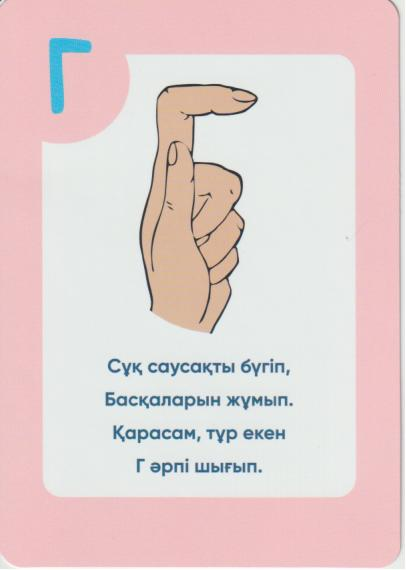 Г
Сұқ саусақты бүгіп,
Басқаларын жұмып.
Қарасам, тұр екен
Г әрпі шығып.